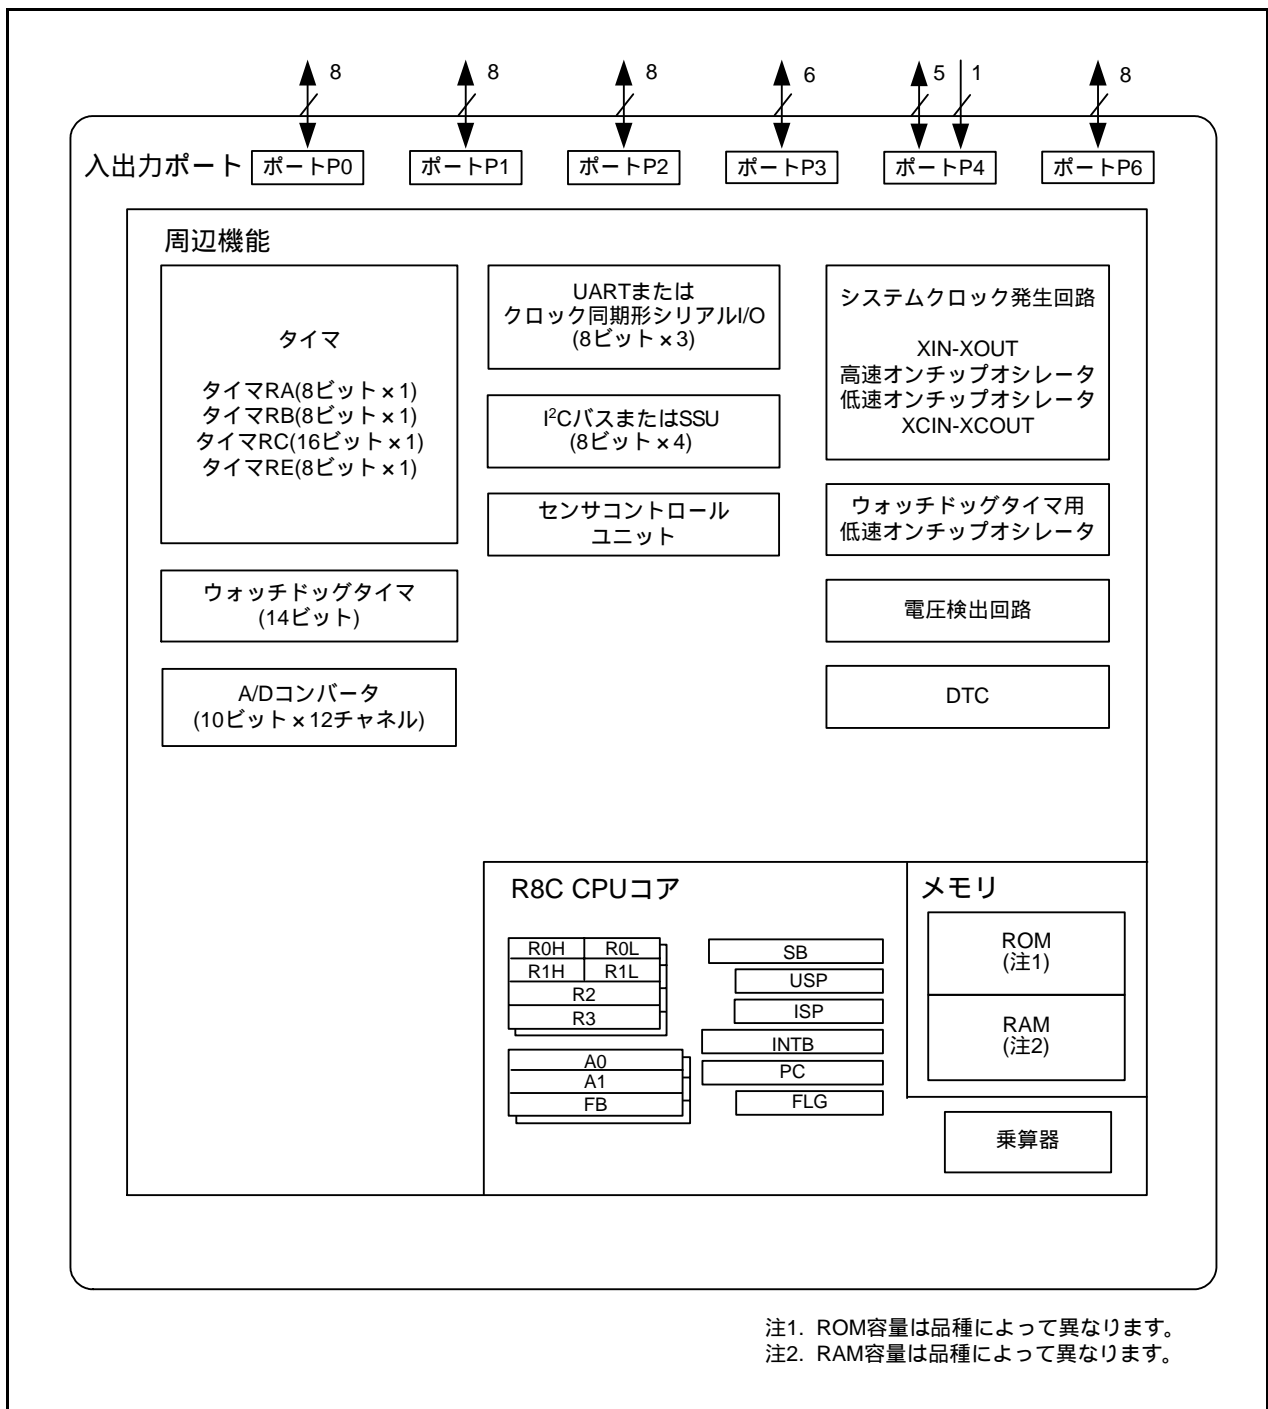 8
8
8
6
5
1
8
入出力ポート
ポートP0
ポートP1
ポートP2
ポートP3
ポートP4
ポートP6
周辺機能
タイマ
タイマRA(8ビット×1)
タイマRB(8ビット×1)
タイマRC(16ビット×1)
タイマRE(8ビット×1)
ウォッチドッグタイマ
(14ビット)
A/Dコンバータ
(10ビット×12チャネル)
UARTまたは
クロック同期形シリアルI/O
(8ビット×3)
I²CバスまたはSSU
(8ビット×4)
センサコントロール
ユニット
システムクロック発生回路
XIN-XOUT
高速オンチップオシレータ
低速オンチップオシレータ
XCIN-XCOUT
ウォッチドッグタイマ用
低速オンチップオシレータ
電圧検出回路
DTC
R8C CPUコア
R0H
R0L
R1H
R1L
R2
R3
A0
A1
FB
SB
USP
ISP
INTB
PC
FLG
メモリ
ROM
(注1)
RAM
(注2)
乗算器
注1. ROM容量は品種によって異なります。
注2. RAM容量は品種によって異なります。